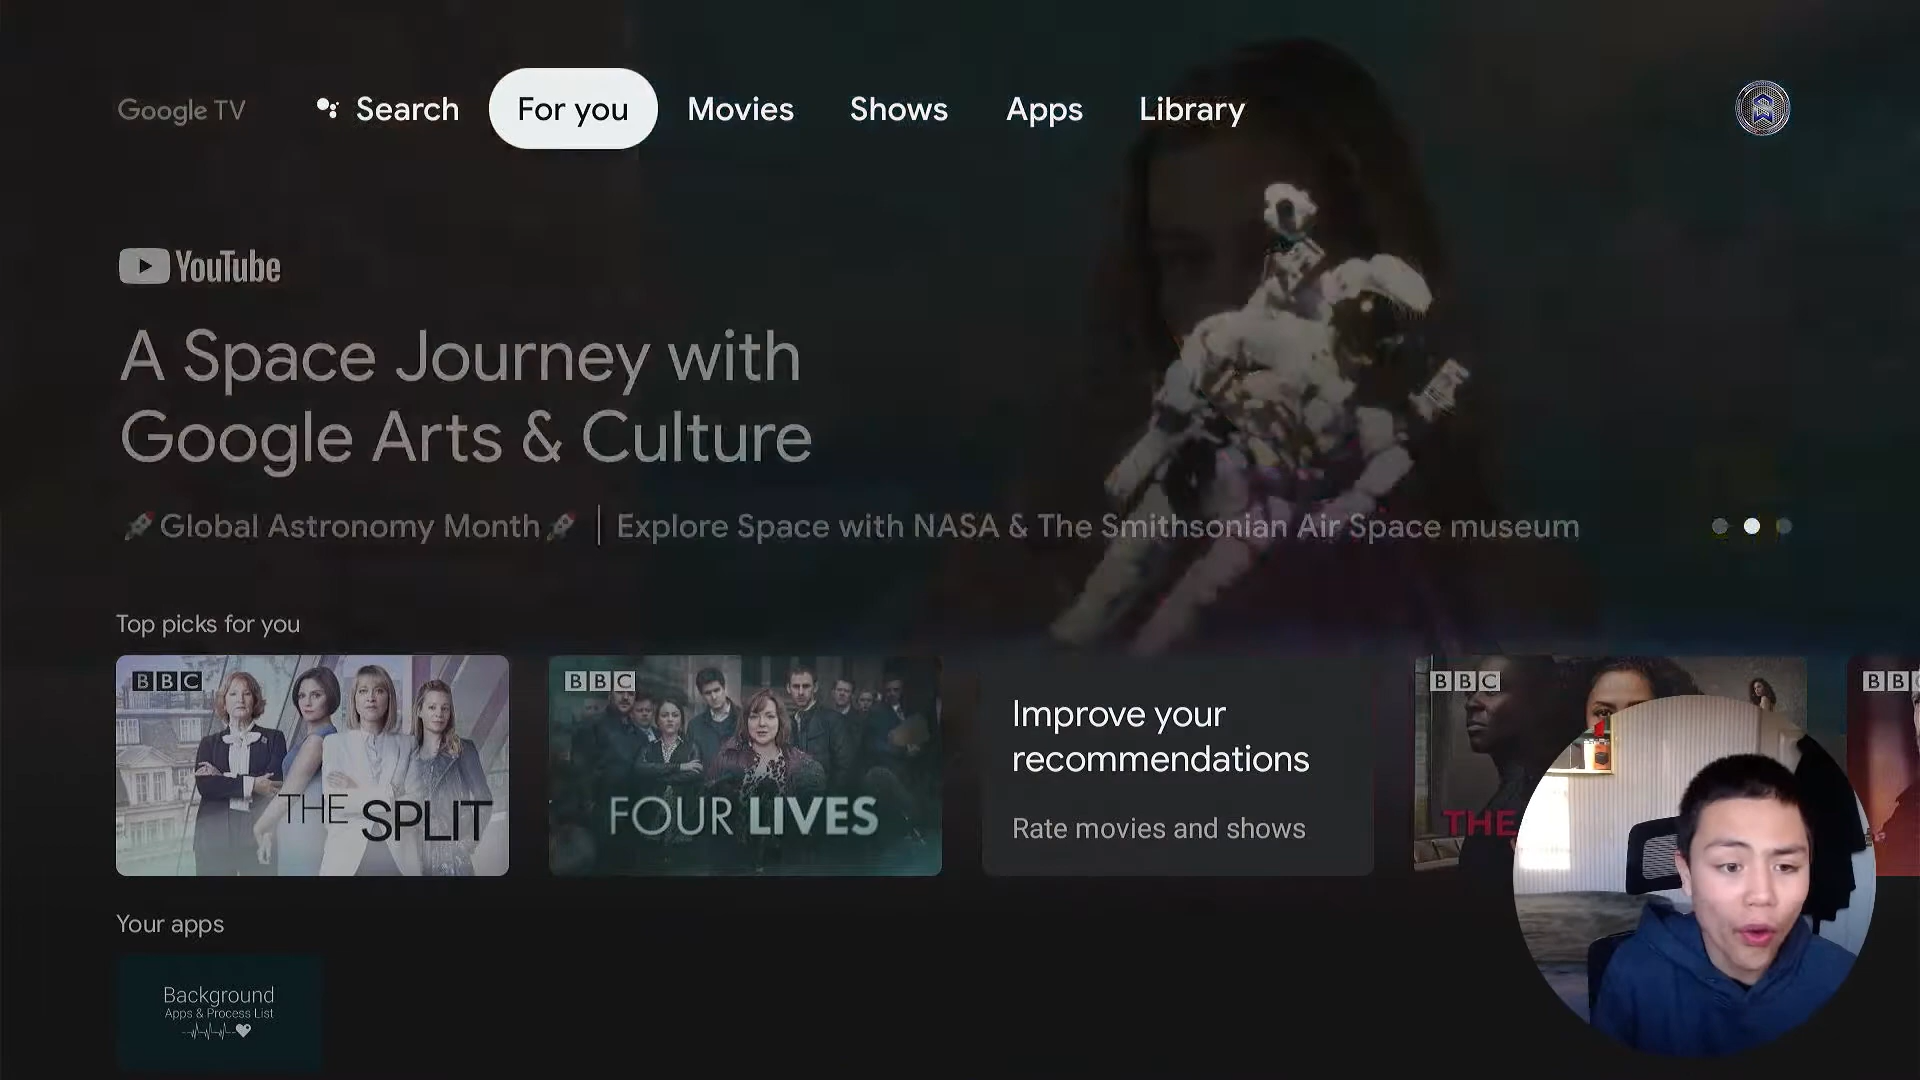 Google TV
Search
For you
Movies
Shows
Apps
Library
YouTube
A Space Journey with
Google Arts & Culture
🚀Global Astronomy Month🚀 | Explore Space with NASA & The Smithsonian Air Space museum
Top picks for you
BBC
THE SPLIT
BBC
FOUR LIVES
Improve your
recommendations
Rate movies and shows
BBC
THE
BB
Your apps
Background
Apps & Process List